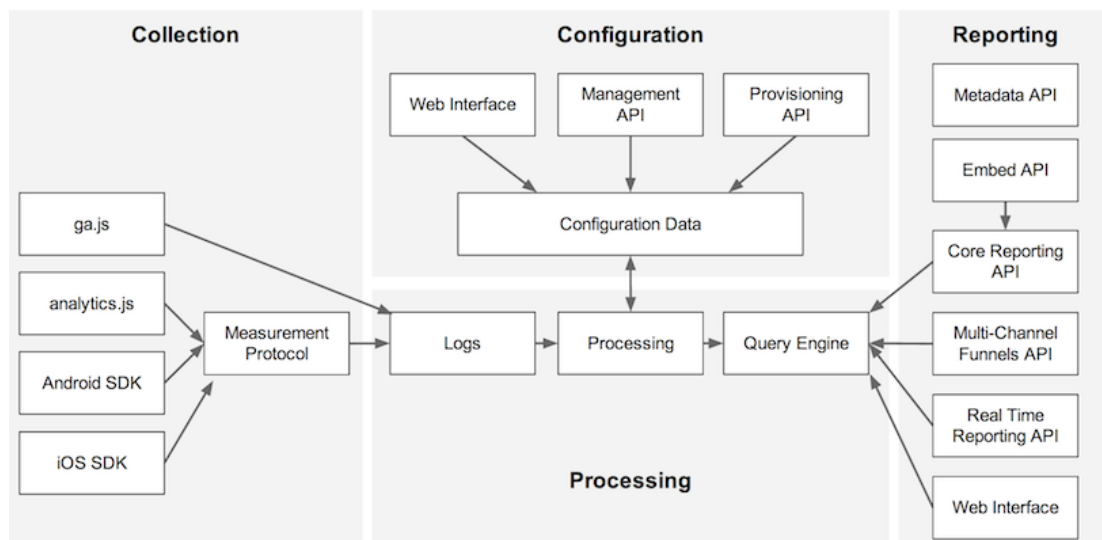 Collection
ga.js
analytics.js
Android SDK
iOS SDK
Measurement
Protocol
Configuration
Web Interface
Management
API
Provisioning
API
Configuration Data
Logs
Processing
Query Engine
Processing
Reporting
Metadata API
Embed API
Core Reporting
API
Multi-Channel
Funnels API
Real Time
Reporting API
Web Interface